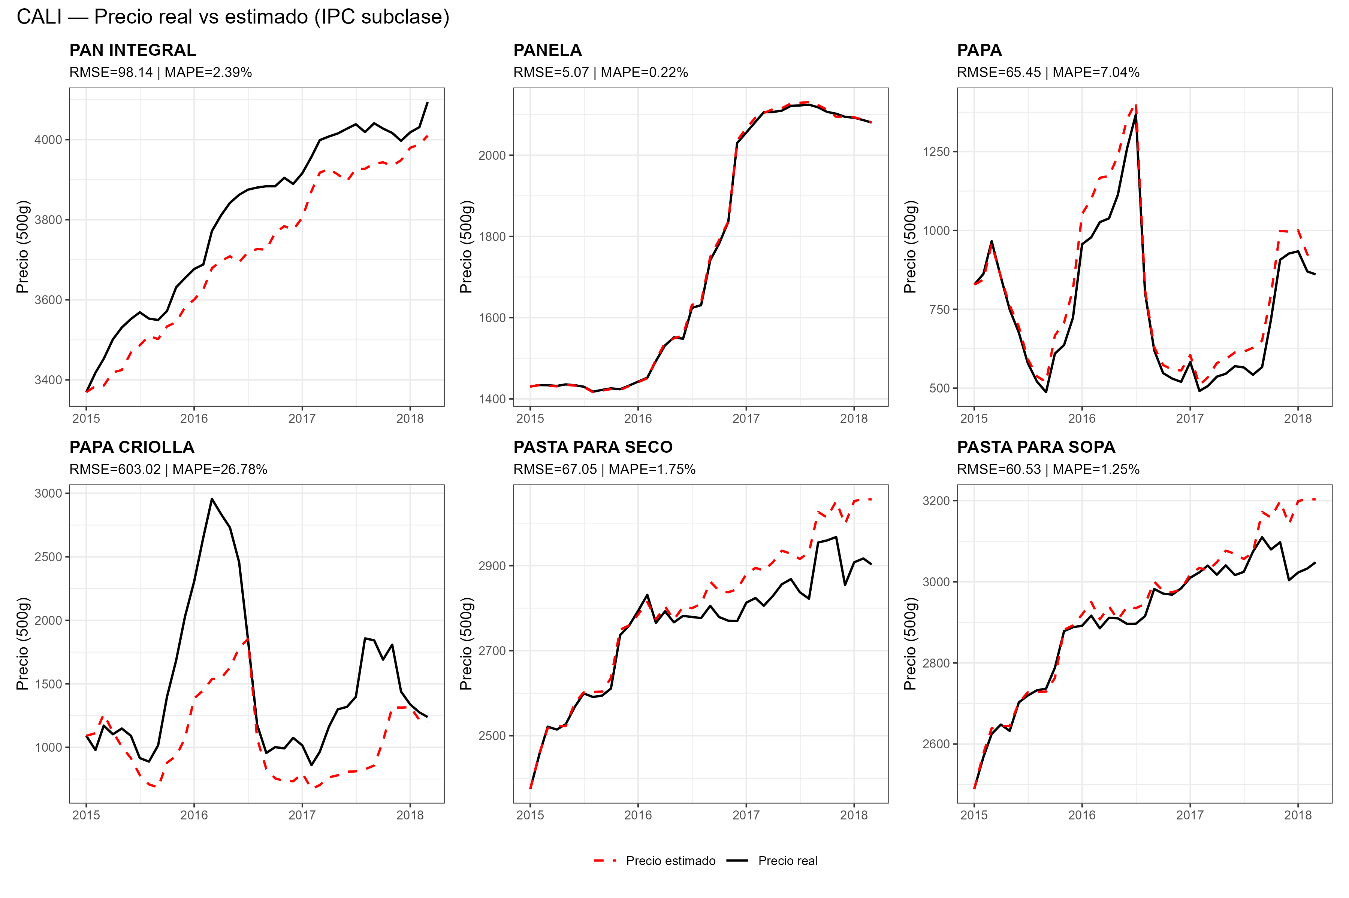 CALI — Precio real vs estimado (IPC subclase)
PAN INTEGRAL
RMSE=98.14 | MAPE=2.39%
Precio (500g)
4000
3800
3600
3400
2015 2016 2017 2018
PANELA
RMSE=5.07 | MAPE=0.22%
Precio (500g)
2000
1800
1600
1400
2015 2016 2017 2018
PAPA
RMSE=65.45 | MAPE=7.04%
Precio (500g)
1250
1000
750
500
2015 2016 2017 2018
PAPA CRIOLLA
RMSE=603.02 | MAPE=26.78%
Precio (500g)
3000
2500
2000
1500
1000
2015 2016 2017 2018
PASTA PARA SECO
RMSE=67.05 | MAPE=1.75%
Precio (500g)
2900
2700
2500
2015 2016 2017 2018
PASTA PARA SOPA
RMSE=60.53 | MAPE=1.25%
Precio (500g)
3200
3000
2800
2600
2015 2016 2017 2018
Precio estimado Precio real